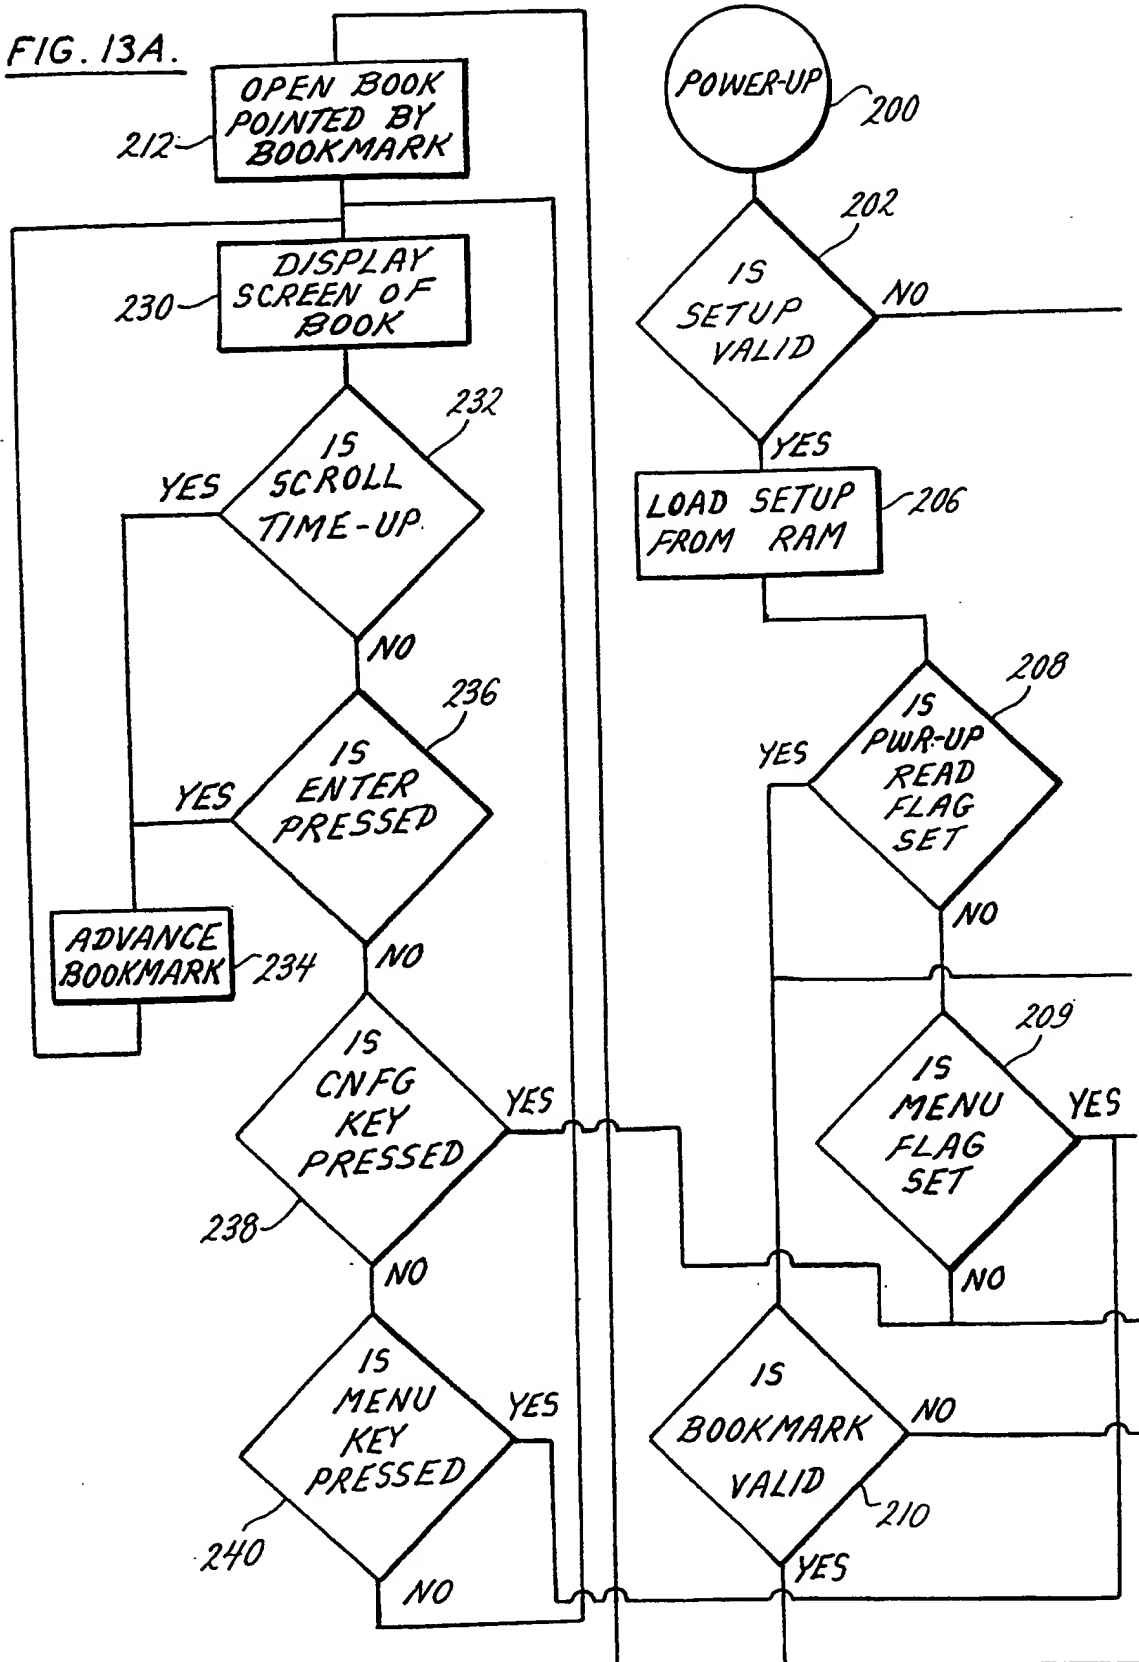 FIG. 13A.
OPEN BOOK
POINTED BY
BOOKMARK
212
DISPLAY
SCREEN OF
BOOK
230
IS
SCROLL
TIME-UP
232
YES
NO
IS
ENTER
PRESSED
236
YES
NO
ADVANCE
BOOKMARK
234
IS
CNFG
KEY
PRESSED
238
YES
NO
IS
MENU
KEY
PRESSED
240
YES
NO
POWER-UP
200
IS
SETUP
VALID
202
NO
YES
LOAD SETUP
FROM RAM
206
IS
PWR-UP
READ
FLAG
SET
208
YES
NO
IS
MENU
FLAG
SET
209
YES
NO
IS
BOOKMARK
VALID
210
NO
YES